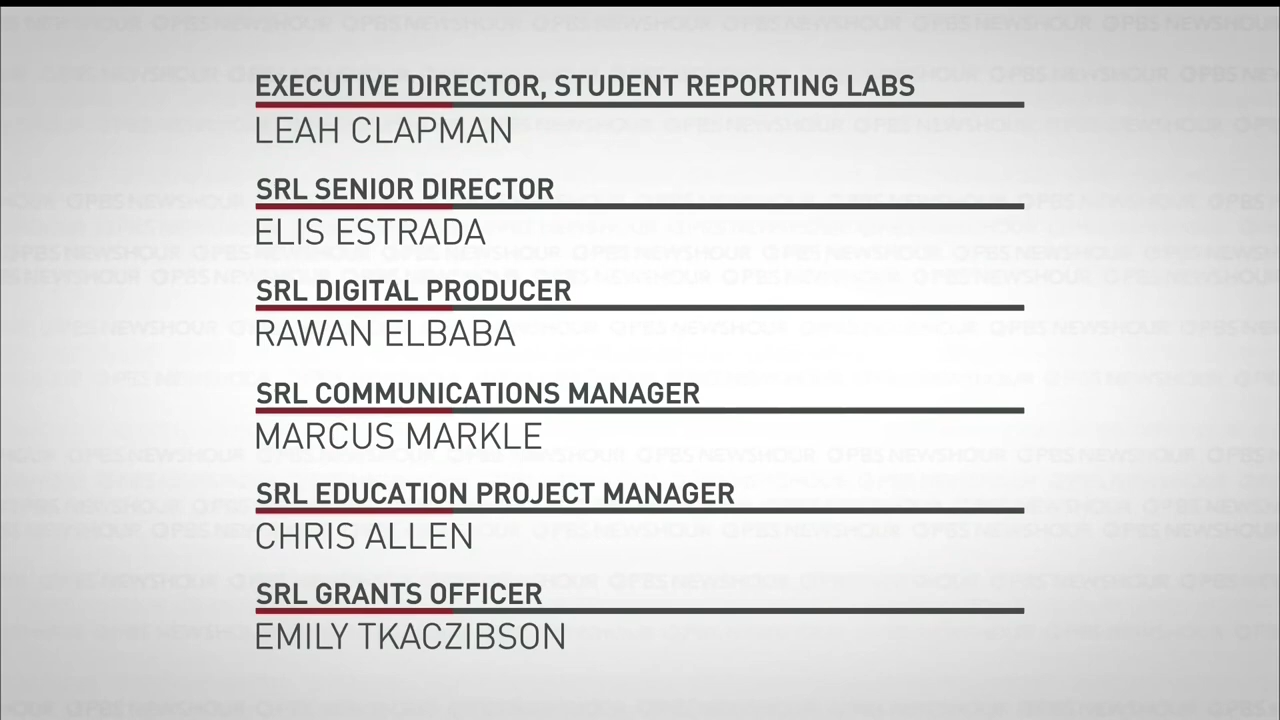 EXECUTIVE DIRECTOR, STUDENT REPORTING LABS
LEAH CLAPMAN
SRL SENIOR DIRECTOR
ELIS ESTRADA
SRL DIGITAL PRODUCER
RAWAN ELBABA
SRL COMMUNICATIONS MANAGER
MARCUS MARKLE
SRL EDUCATION PROJECT MANAGER
CHRIS ALLEN
SRL GRANTS OFFICER
EMILY TKACZIBSON